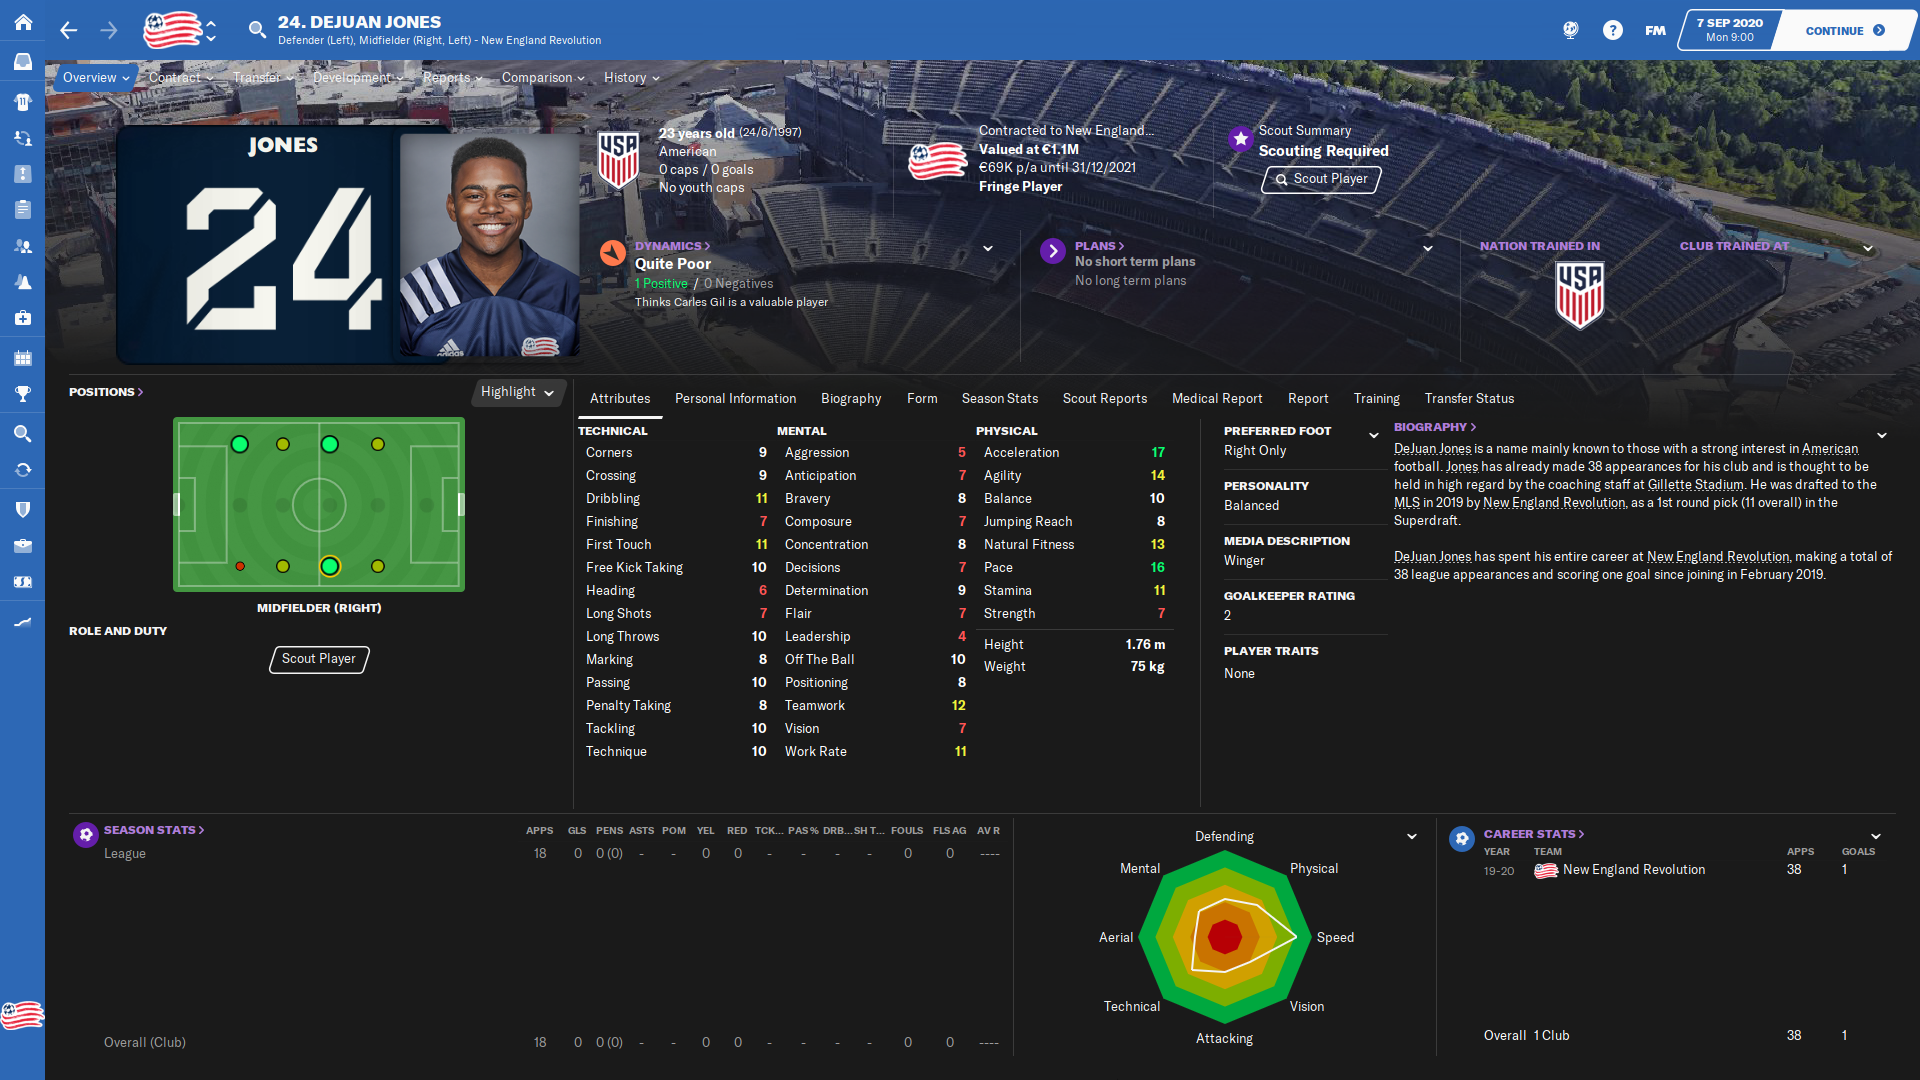 24. DEJUAN JONES
Defender (Left), Midfielder (Right, Left) - New England Revolution
FM
7 SEP 2020
Mon 9:00
CONTINUE
Overview
Contract
Transfer
Development
Reports
Comparison
History
JONES
24
adidas
USA
23 years old (24/6/1997)
American
0 caps / 0 goals
No youth caps
Contracted to New England...
Valued at €1.1M
€69K p/a until 31/12/2021
Fringe Player
Scout Summary
Scouting Required
Scout Player
DYNAMICS
Quite Poor
1 Positive / 0 Negatives
Thinks Carles Gil is a valuable player
PLANS
No short term plans
No long term plans
NATION TRAINED IN
USA
CLUB TRAINED AT
POSITIONS
Highlight
MIDFIELDER (RIGHT)
ROLE AND DUTY
Scout Player
Attributes
Personal Information
Biography
Form
Season Stats
Scout Reports
Medical Report
Report
Training
Transfer Status
TECHNICAL
Corners 9
Crossing 9
Dribbling 11
Finishing 7
First Touch 11
Free Kick Taking 10
Heading 6
Long Shots 7
Long Throws 10
Marking 8
Passing 10
Penalty Taking 8
Tackling 10
Technique 10
MENTAL
Aggression 5
Anticipation 7
Bravery 8
Composure 7
Concentration 8
Decisions 7
Determination 9
Flair 7
Leadership 4
Off The Ball 10
Positioning 8
Teamwork 12
Vision 7
Work Rate 11
PHYSICAL
Acceleration 17
Agility 14
Balance 10
Jumping Reach 8
Natural Fitness 13
Pace 16
Stamina 11
Strength 7
Height 1.76 m
Weight 75 kg
PREFERRED FOOT
Right Only
PERSONALITY
Balanced
MEDIA DESCRIPTION
Winger
GOALKEEPER RATING
2
PLAYER TRAITS
None
BIOGRAPHY
DeJuan Jones is a name mainly known to those with a strong interest in American
football. Jones has already made 38 appearances for his club and is thought to be
held in high regard by the coaching staff at Gillette Stadium. He was drafted to the
MLS in 2019 by New England Revolution, as a 1st round pick (11 overall) in the
Superdraft.
DeJuan Jones has spent his entire career at New England Revolution, making a total of
38 league appearances and scoring one goal since joining in February 2019.
SEASON STATS
APPS GLS PENS ASTS POM YEL RED TCK... PAS % DRB... SH T... FOULS FLS AG AV R
League 18 0 0 (0) - - 0 0 - - - - 0 0 ----
Overall (Club) 18 0 0 (0) - - 0 0 - - - - 0 0 ----
Defending
Mental
Physical
Aerial
Speed
Technical
Vision
Attacking
CAREER STATS
YEAR TEAM APPS GOALS
19-20 New England Revolution 38 1
Overall 1 Club 38 1